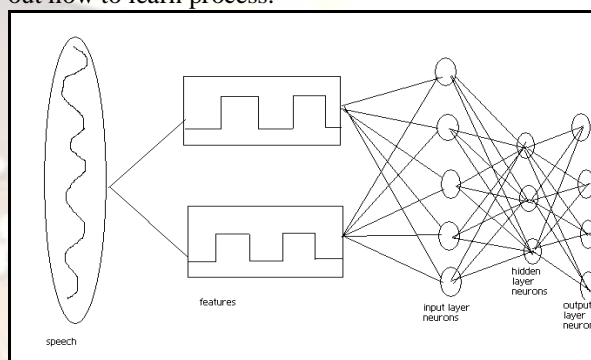 out how to learn process.
features
input layer
neurons
hidden
layer
neurons
output
layer
neuron
speech